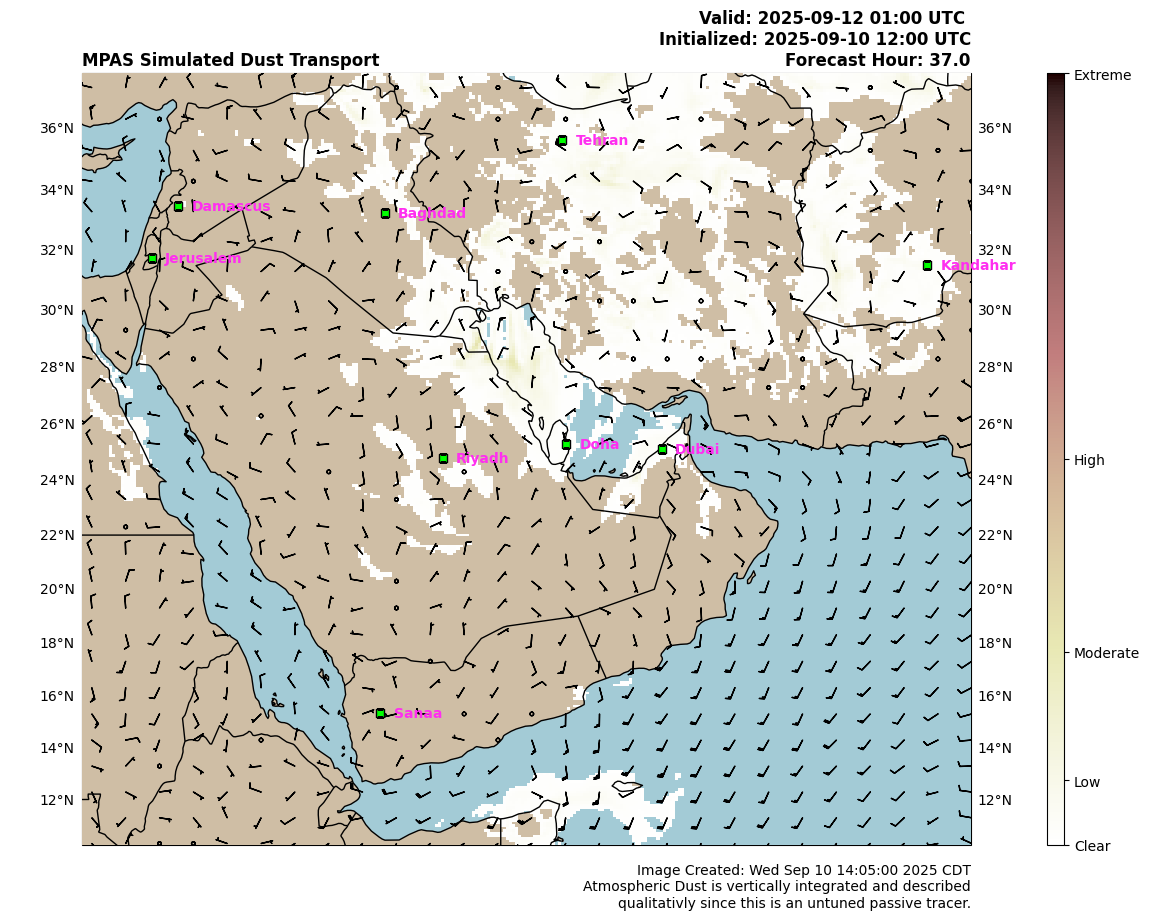 Valid: 2025-09-12 01:00 UTC
Initialized: 2025-09-10 12:00 UTC
MPAS Simulated Dust Transport Forecast Hour: 37.0
Extreme
36°N 36°N
Tehran
34°N 34°N
Damascus
Baghdad
32°N 32°N
Jerusalem
Kandahar
30°N 30°N
28°N 28°N
26°N 26°N
Doha
Dubai
Riyadh
High
24°N 24°N
22°N 22°N
20°N 20°N
18°N 18°N
Moderate
16°N 16°N
Sanaa
14°N 14°N
Low
12°N 12°N
Clear
Image Created: Wed Sep 10 14:05:00 2025 CDT
Atmospheric Dust is vertically integrated and described
qualitativly since this is an untuned passive tracer.